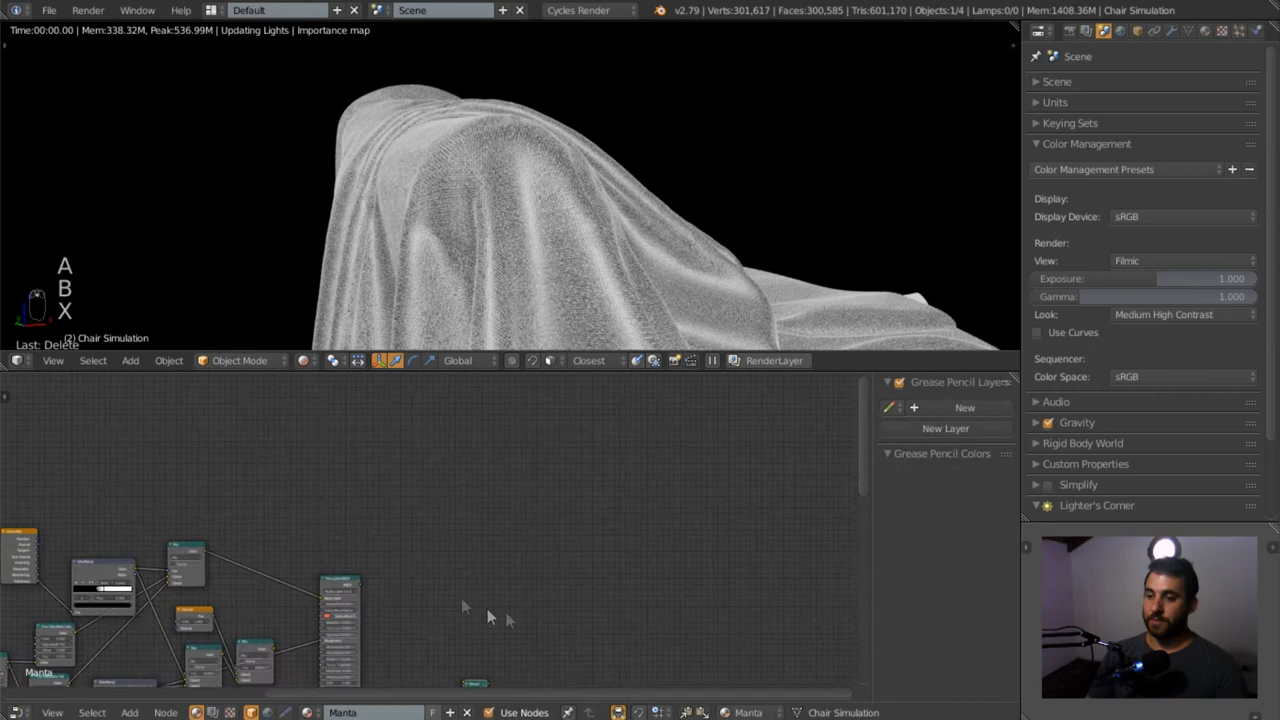 File Render Window Help Default Scene Cycles Render v2.79 | Verts:301,617 | Faces:300,585 | Tris:601,170 | Objects:1/4 | Lamps:0/0 | Mem:1408.36M | Chair Simulation
Time:00:00.00 | Mem:338.32M, Peak:536.99M | Updating Lights | Importance map
Scene
Scene
Units
Keying Sets
Color Management
Color Management Presets
Display:
Display Device: sRGB
Render:
View: Filmic
Exposure: 1.000
Gamma: 1.000
Look: Medium High Contrast
Use Curves
Sequencer:
Color Space: sRGB
Audio
Gravity
Rigid Body World
Custom Properties
Simplify
Lighter's Corner
A
B
X
(2) Chair Simulation
Last: Delete
View Select Add Object Object Mode Global Closest RenderLayer
Grease Pencil Layers
New
New Layer
Grease Pencil Colors
Manta
View Select Add Node Manta F Use Nodes Manta Chair Simulation